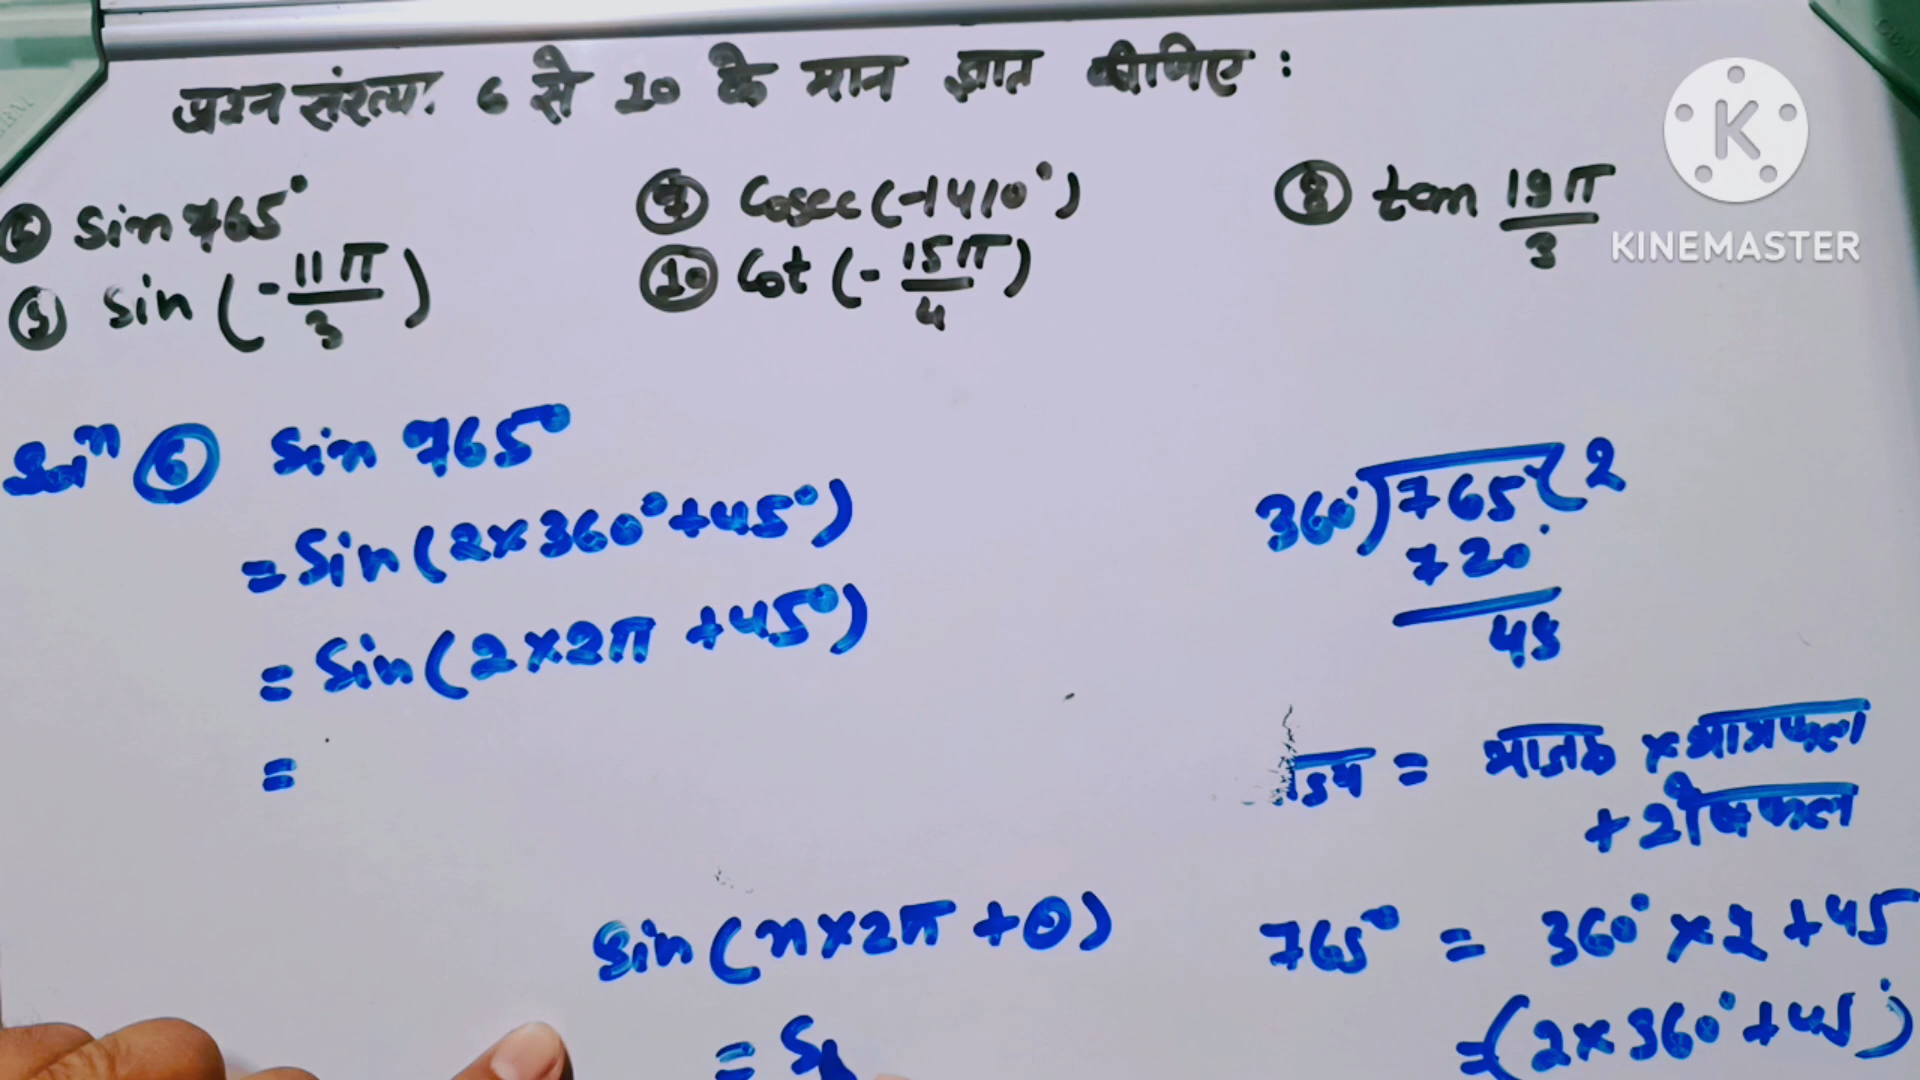 प्रश्न संख्या 6 से 10 के मान ज्ञात कीजिए :
⑥ sin 765°
⑦ Cosec (-1410°)
⑧ tan 19π/3
K
KINEMASTER
⑨ sin (-11π/3)
⑩ Cot (-15π/4)
Solⁿ ⑥ Sin 765°
= Sin (2×360°+45°)
= Sin (2×2π +45°)
=
360°)765(2
720
45
= भाजक × भागफल
+
Sin (n×2π + θ)
=
765° = 360° × 2 + 45
= (2×360°+45°)